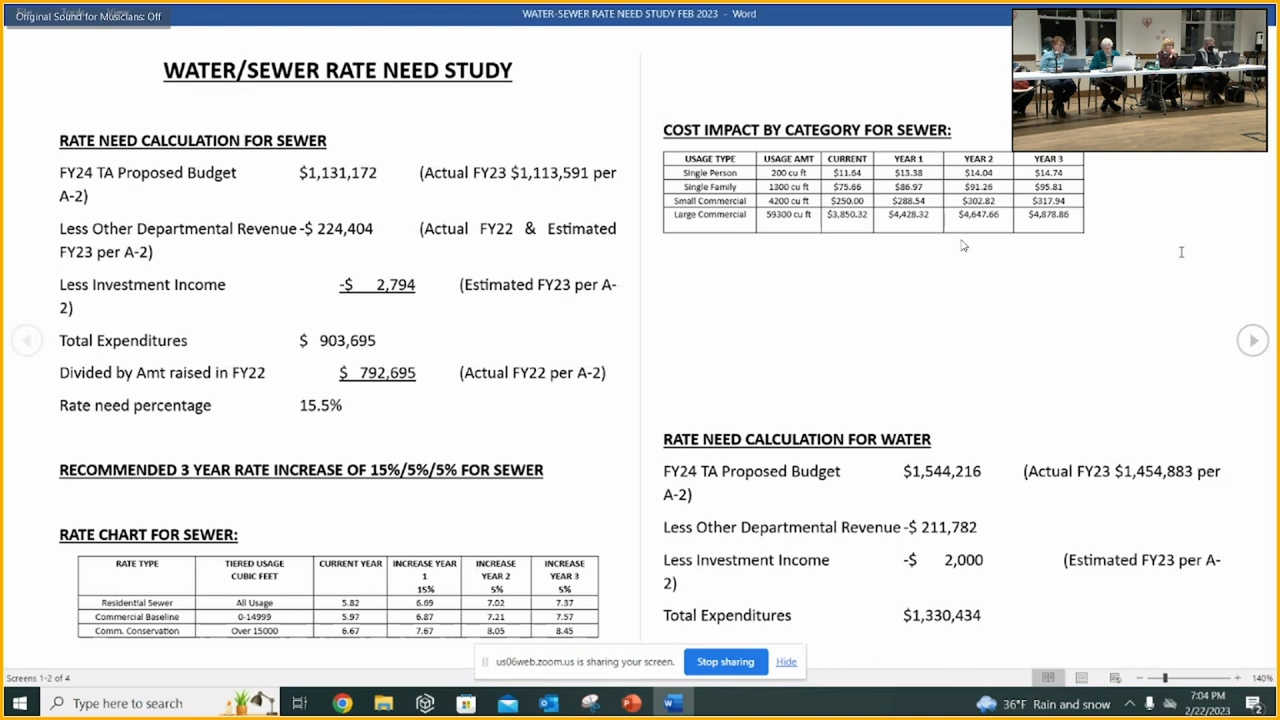 Original Sound for Musicians: Off
WATER-SEWER RATE NEED STUDY FEB 2023 - Word
WATER/SEWER RATE NEED STUDY
RATE NEED CALCULATION FOR SEWER
FY24 TA Proposed Budget $1,131,172 (Actual FY23 $1,113,591 per
A-2)
Less Other Departmental Revenue -$ 224,404 (Actual FY22 & Estimated
FY23 per A-2)
Less Investment Income -$ 2,794 (Estimated FY23 per A-
2)
Total Expenditures $ 903,695
Divided by Amt raised in FY22 $ 792,695 (Actual FY22 per A-2)
Rate need percentage 15.5%
RECOMMENDED 3 YEAR RATE INCREASE OF 15%/5%/5% FOR SEWER
RATE CHART FOR SEWER:
RATE TYPE TIERED USAGE CURRENT YEAR INCREASE YEAR INCREASE INCREASE
CUBIC FEET 1 YEAR 2 YEAR 3
15% 5% 5%
Residential Sewer All Usage 5.82 6.69 7.02 7.37
Commercial Baseline 0-14999 5.97 6.87 7.21 7.57
Comm. Conservation Over 15000 6.67 7.67 8.05 8.45
COST IMPACT BY CATEGORY FOR SEWER:
USAGE TYPE USAGE AMT CURRENT YEAR 1 YEAR 2 YEAR 3
Single Person 200 cu ft $11.64 $13.38 $14.04 $14.74
Single Family 1300 cu ft $75.66 $86.97 $91.26 $95.81
Small Commercial 4200 cu ft $250.00 $288.54 $302.82 $317.94
Large Commercial 59300 cu ft $3,850.32 $4,428.32 $4,647.66 $4,878.86
RATE NEED CALCULATION FOR WATER
FY24 TA Proposed Budget $1,544,216 (Actual FY23 $1,454,883 per
A-2)
Less Other Departmental Revenue -$ 211,782
Less Investment Income -$ 2,000 (Estimated FY23 per A-
2)
Total Expenditures $1,330,434
us06web.zoom.us is sharing your screen. Stop sharing Hide
Screens 1-2 of 4 140%
Type here to search 36°F Rain and snow 7:04 PM
2/22/2023